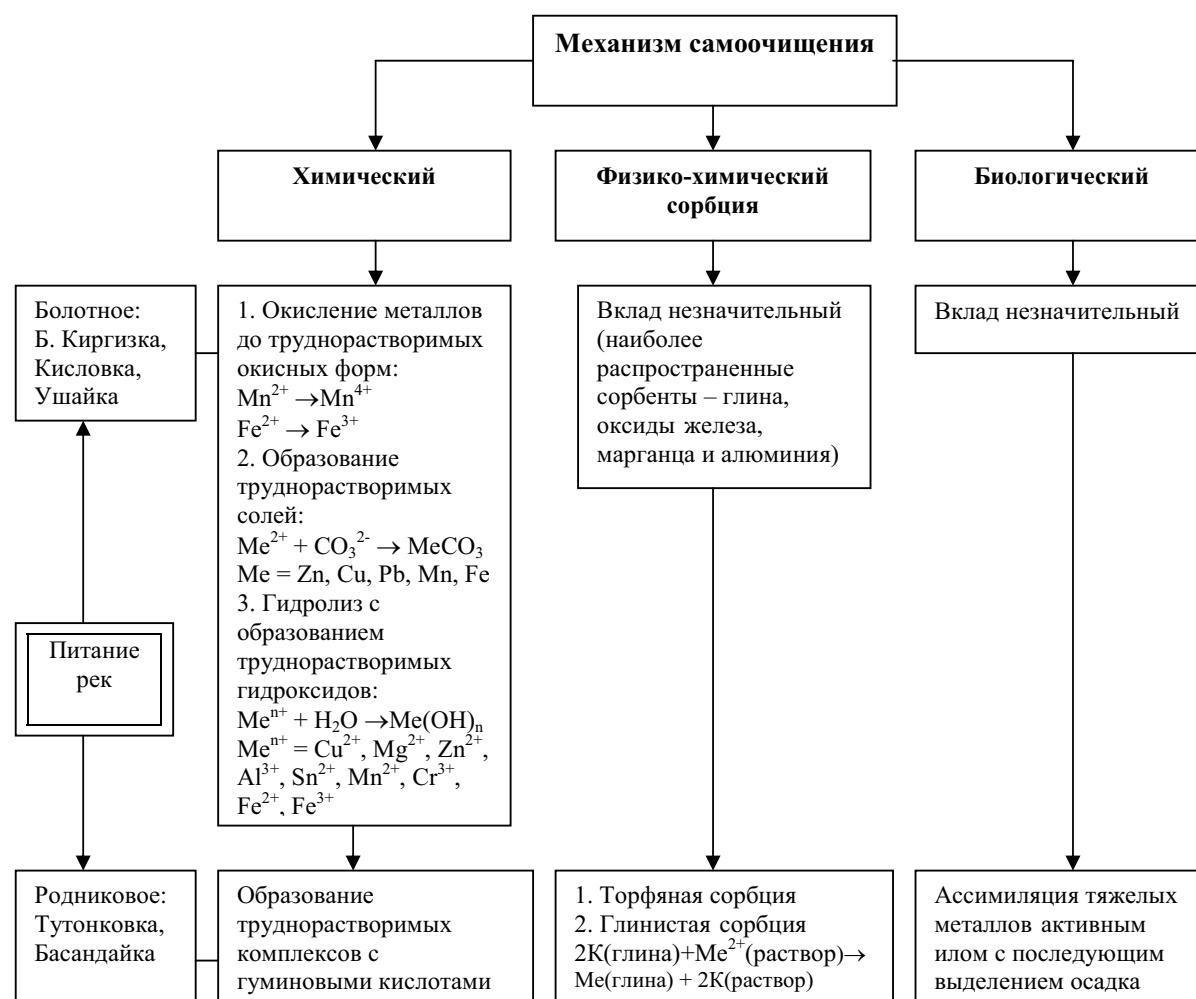 Механизм самоочищения
Химический
Физико-химический
сорбция
Биологический
Болотное:
Б. Киргизка,
Кисловка,
Ушайка
1. Окисление металлов
до труднорастворимых
окисных форм:
Mn²⁺ →Mn⁴⁺
Fe²⁺ → Fe³⁺
2. Образование
труднорастворимых
солей:
Me²⁺ + CO₃²⁻ → MeCO₃
Me = Zn, Cu, Pb, Mn, Fe
3. Гидролиз с
образованием
труднорастворимых
гидроксидов:
Meⁿ⁺ + H₂O →Me(OH)ₙ
Meⁿ⁺ = Cu²⁺, Mg²⁺, Zn²⁺,
Al³⁺, Sn²⁺, Mn²⁺, Cr³⁺,
Fe²⁺, Fe³⁺
Вклад незначительный
(наиболее
распространенные
сорбенты – глина,
оксиды железа,
марганца и алюминия)
Вклад незначительный
Питание
рек
Родниковое:
Тутонковка,
Басандайка
Образование
труднорастворимых
комплексов с
гуминовыми кислотами
1. Торфяная сорбция
2. Глинистая сорбция
2К(глина)+Me²⁺(раствор)→
Me(глина) + 2К(раствор)
Ассимиляция тяжелых
металлов активным
илом с последующим
выделением осадка